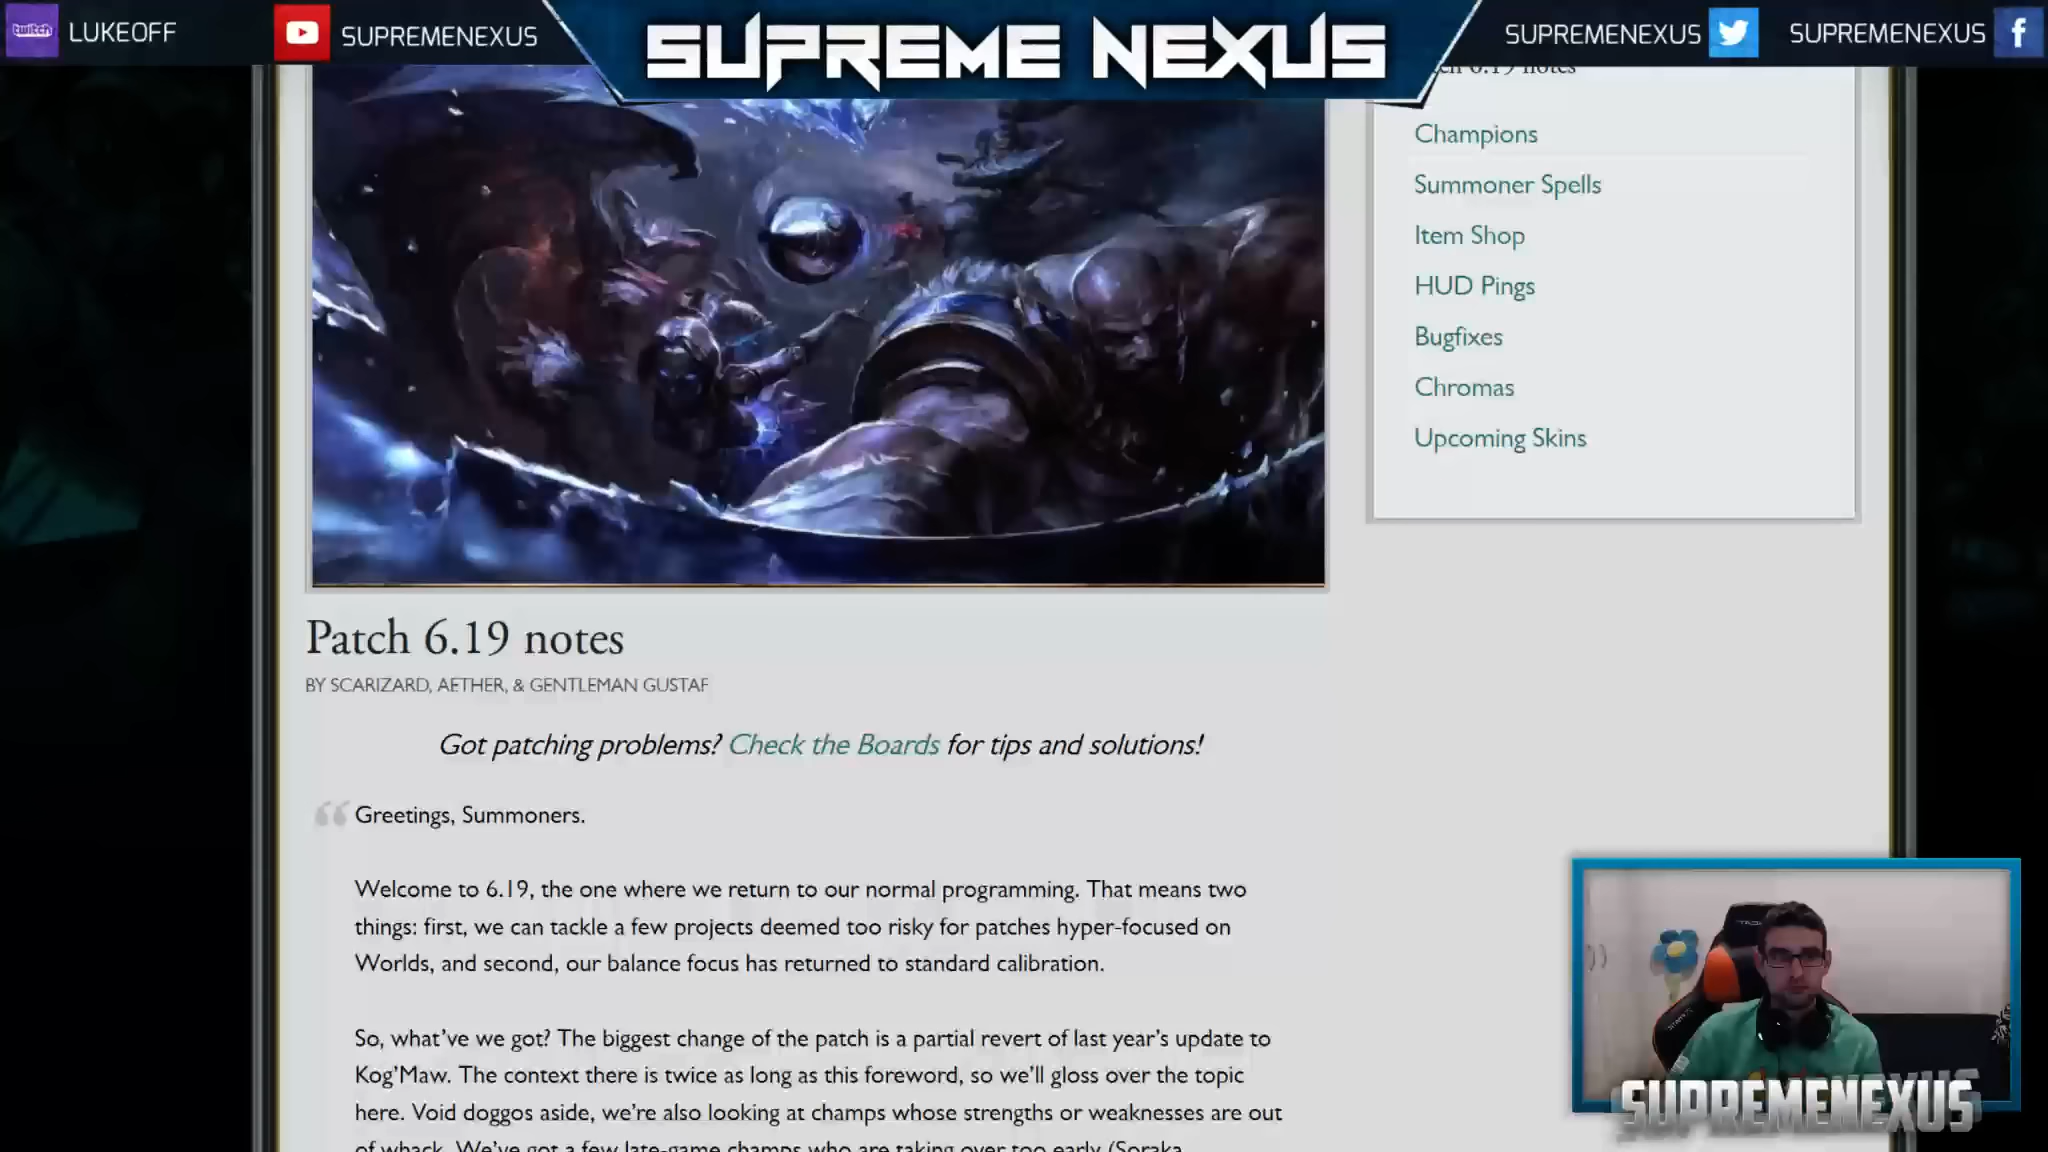 twitch LUKEOFF
SUPREMENEXUS
SUPREME NEXUS
SUPREMENEXUS
SUPREMENEXUS
6.19 notes
Champions
Summoner Spells
Item Shop
HUD Pings
Bugfixes
Chromas
Upcoming Skins
Patch 6.19 notes
BY SCARIZARD, AETHER, & GENTLEMAN GUSTAF
Got patching problems? Check the Boards for tips and solutions!
“ Greetings, Summoners.
Welcome to 6.19, the one where we return to our normal programming. That means two
things: first, we can tackle a few projects deemed too risky for patches hyper-focused on
Worlds, and second, our balance focus has returned to standard calibration.
So, what've we got? The biggest change of the patch is a partial revert of last year's update to
Kog'Maw. The context there is twice as long as this foreword, so we'll gloss over the topic
here. Void doggos aside, we're also looking at champs whose strengths or weaknesses are out
of whack. We've got a few late-game champs who are taking over too early (Soraka,
SUPREMENEXUS